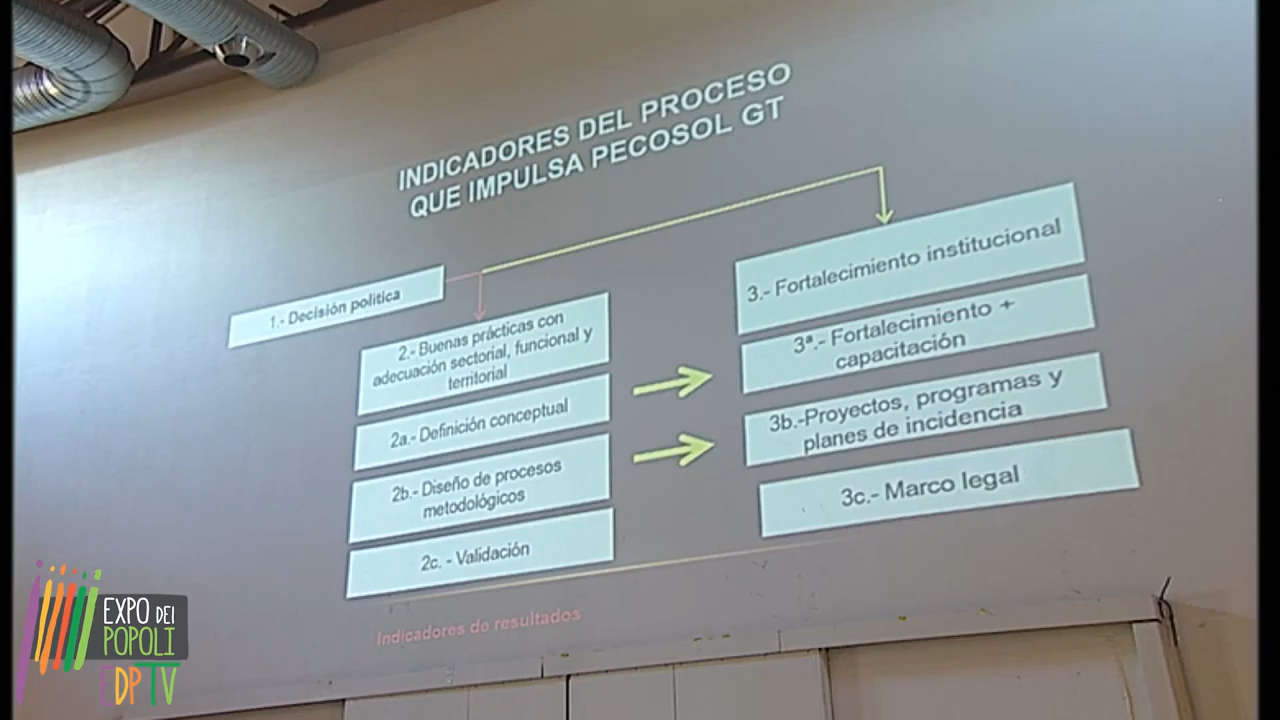 INDICADORES DEL PROCESO
QUE IMPULSA PECOSOL GT
1.- Decisión política
2.- Buenas prácticas con
adecuación sectorial, funcional y
territorial
2a.- Definición conceptual
2b.- Diseño de procesos
metodológicos
2c. - Validación
3.- Fortalecimiento institucional
3ª.- Fortalecimiento +
capacitación
3b.-Proyectos, programas y
planes de incidencia
3c.- Marco legal
Indicadores de resultados
EXPO DEI
POPOLI
EDPTV